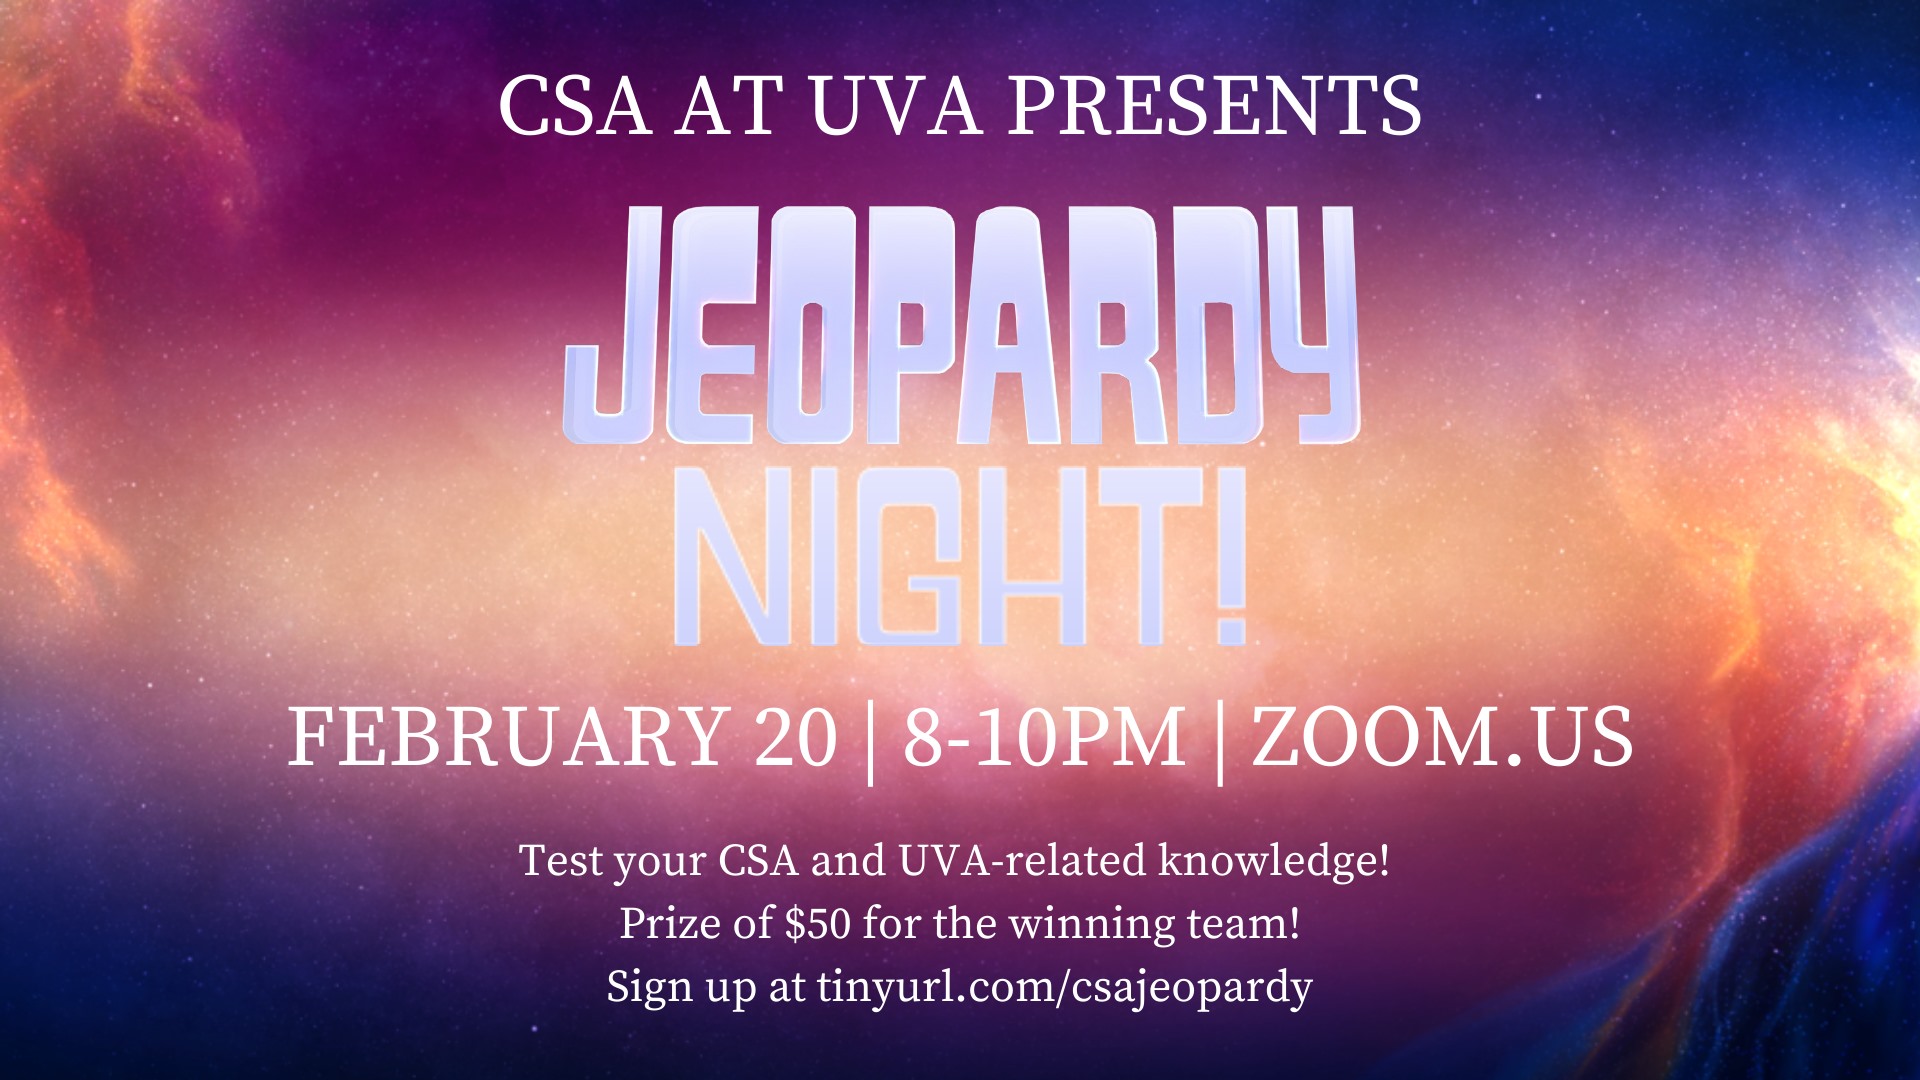 CSA AT UVA PRESENTS
JEOPARDY
NIGHT!
FEBRUARY 20 | 8-10PM | ZOOM.US
Test your CSA and UVA-related knowledge!
Prize of $50 for the winning team!
Sign up at tinyurl.com/csajeopardy